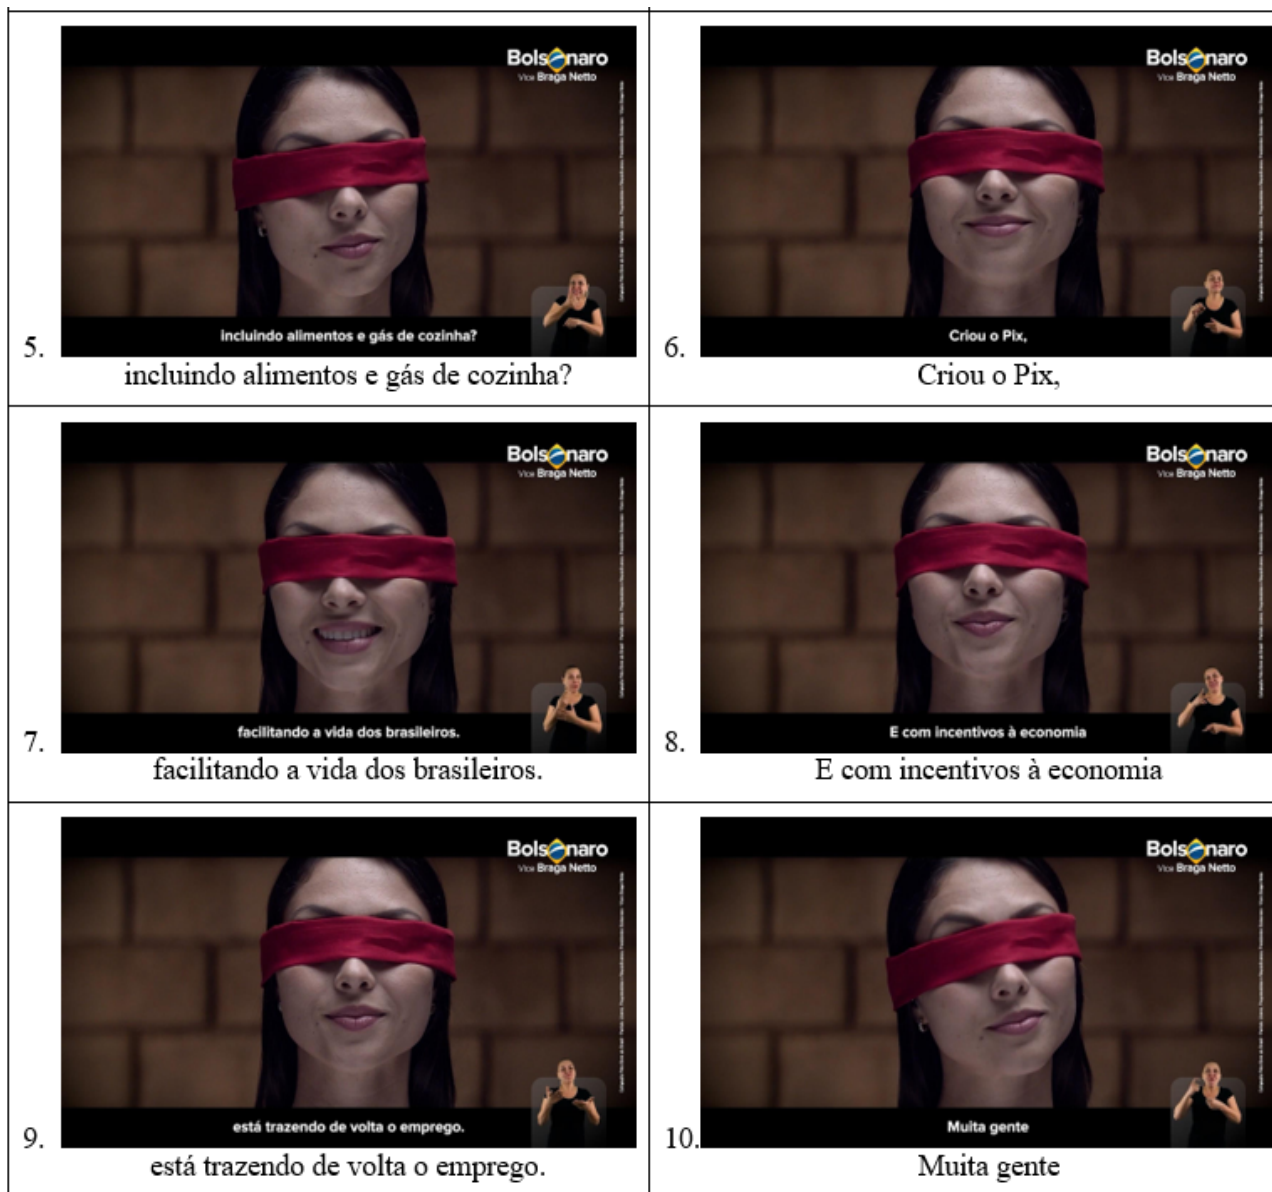 Bolsonaro
Vice Braga Netto
incluindo alimentos e gás de cozinha?
5.
incluindo alimentos e gás de cozinha?
Bolsonaro
Vice Braga Netto
Criou o Pix,
6.
Criou o Pix,
Bolsonaro
Vice Braga Netto
facilitando a vida dos brasileiros.
7.
facilitando a vida dos brasileiros.
Bolsonaro
Vice Braga Netto
E com incentivos à economia
8.
E com incentivos à economia
Bolsonaro
Vice Braga Netto
está trazendo de volta o emprego.
9.
está trazendo de volta o emprego.
Bolsonaro
Vice Braga Netto
Muita gente
10.
Muita gente